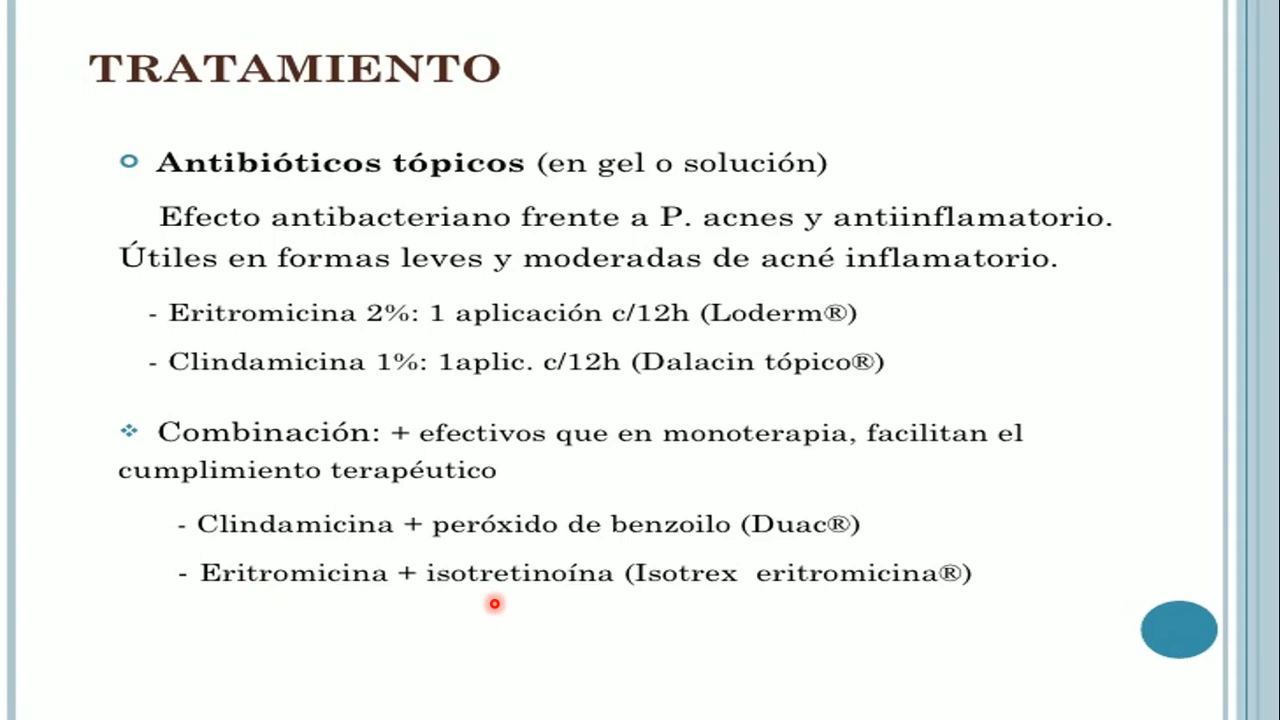 TRATAMIENTO
Antibióticos tópicos (en gel o solución)
Efecto antibacteriano frente a P. acnes y antiinflamatorio.
Útiles en formas leves y moderadas de acné inflamatorio.
- Eritromicina 2%: 1 aplicación c/12h (Loderm®)
- Clindamicina 1%: 1aplic. c/12h (Dalacin tópico®)
Combinación: + efectivos que en monoterapia, facilitan el
cumplimiento terapéutico
- Clindamicina + peróxido de benzoilo (Duac®)
- Eritromicina + isotretinoína (Isotrex eritromicina®)